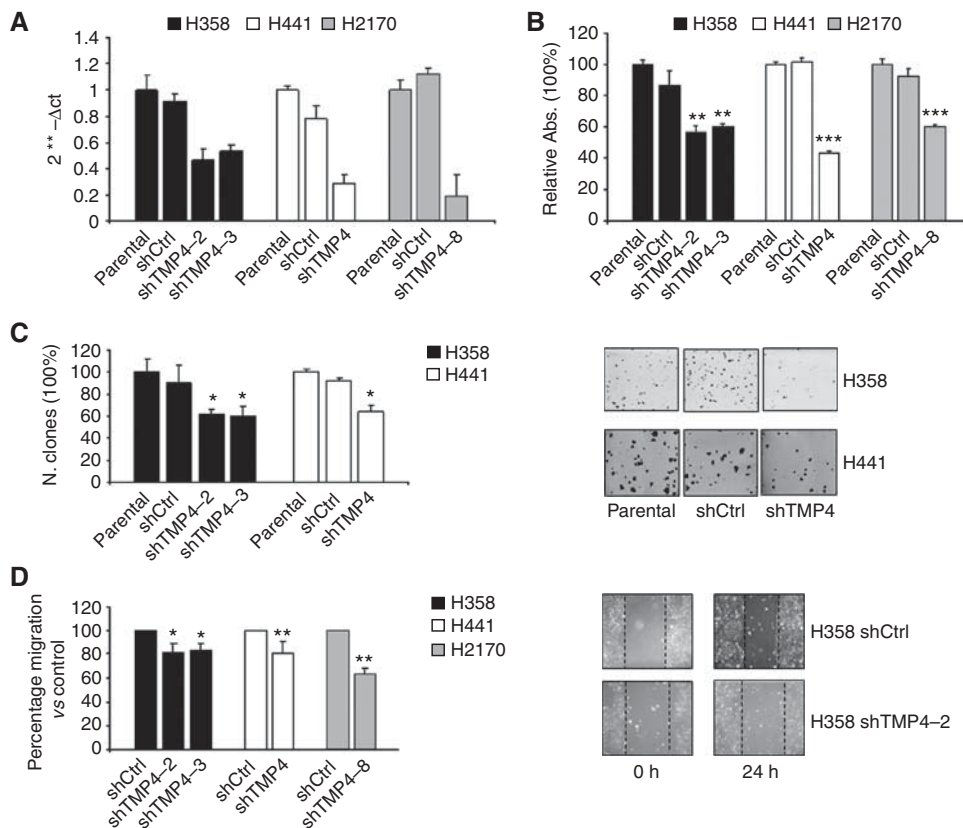 A
H358 H441 H2170
2 ** –Δct
1.4
1.2
1
0.8
0.6
0.4
0.2
0
Parental
shCtrl
shTMP4–2
shTMP4–3
Parental
shCtrl
shTMP4
Parental
shCtrl
shTMP4–8
B
H358 H441 H2170
Relative Abs. (100%)
120
100
80
60
40
20
0
** ** *** ***
Parental
shCtrl
shTMP4–2
shTMP4–3
Parental
shCtrl
shTMP4
Parental
shCtrl
shTMP4–8
C
N. clones (100%)
120
100
80
60
40
20
0
* * *
Parental
shCtrl
shTMP4–2
shTMP4–3
Parental
shCtrl
shTMP4
H358
H441
H358
H441
Parental shCtrl shTMP4
D
Percentage migration
vs control
120
100
80
60
40
20
0
* * ** **
shCtrl
shTMP4–2
shTMP4–3
shCtrl
shTMP4
shCtrl
shTMP4–8
H358
H441
H2170
H358 shCtrl
H358 shTMP4–2
0 h 24 h